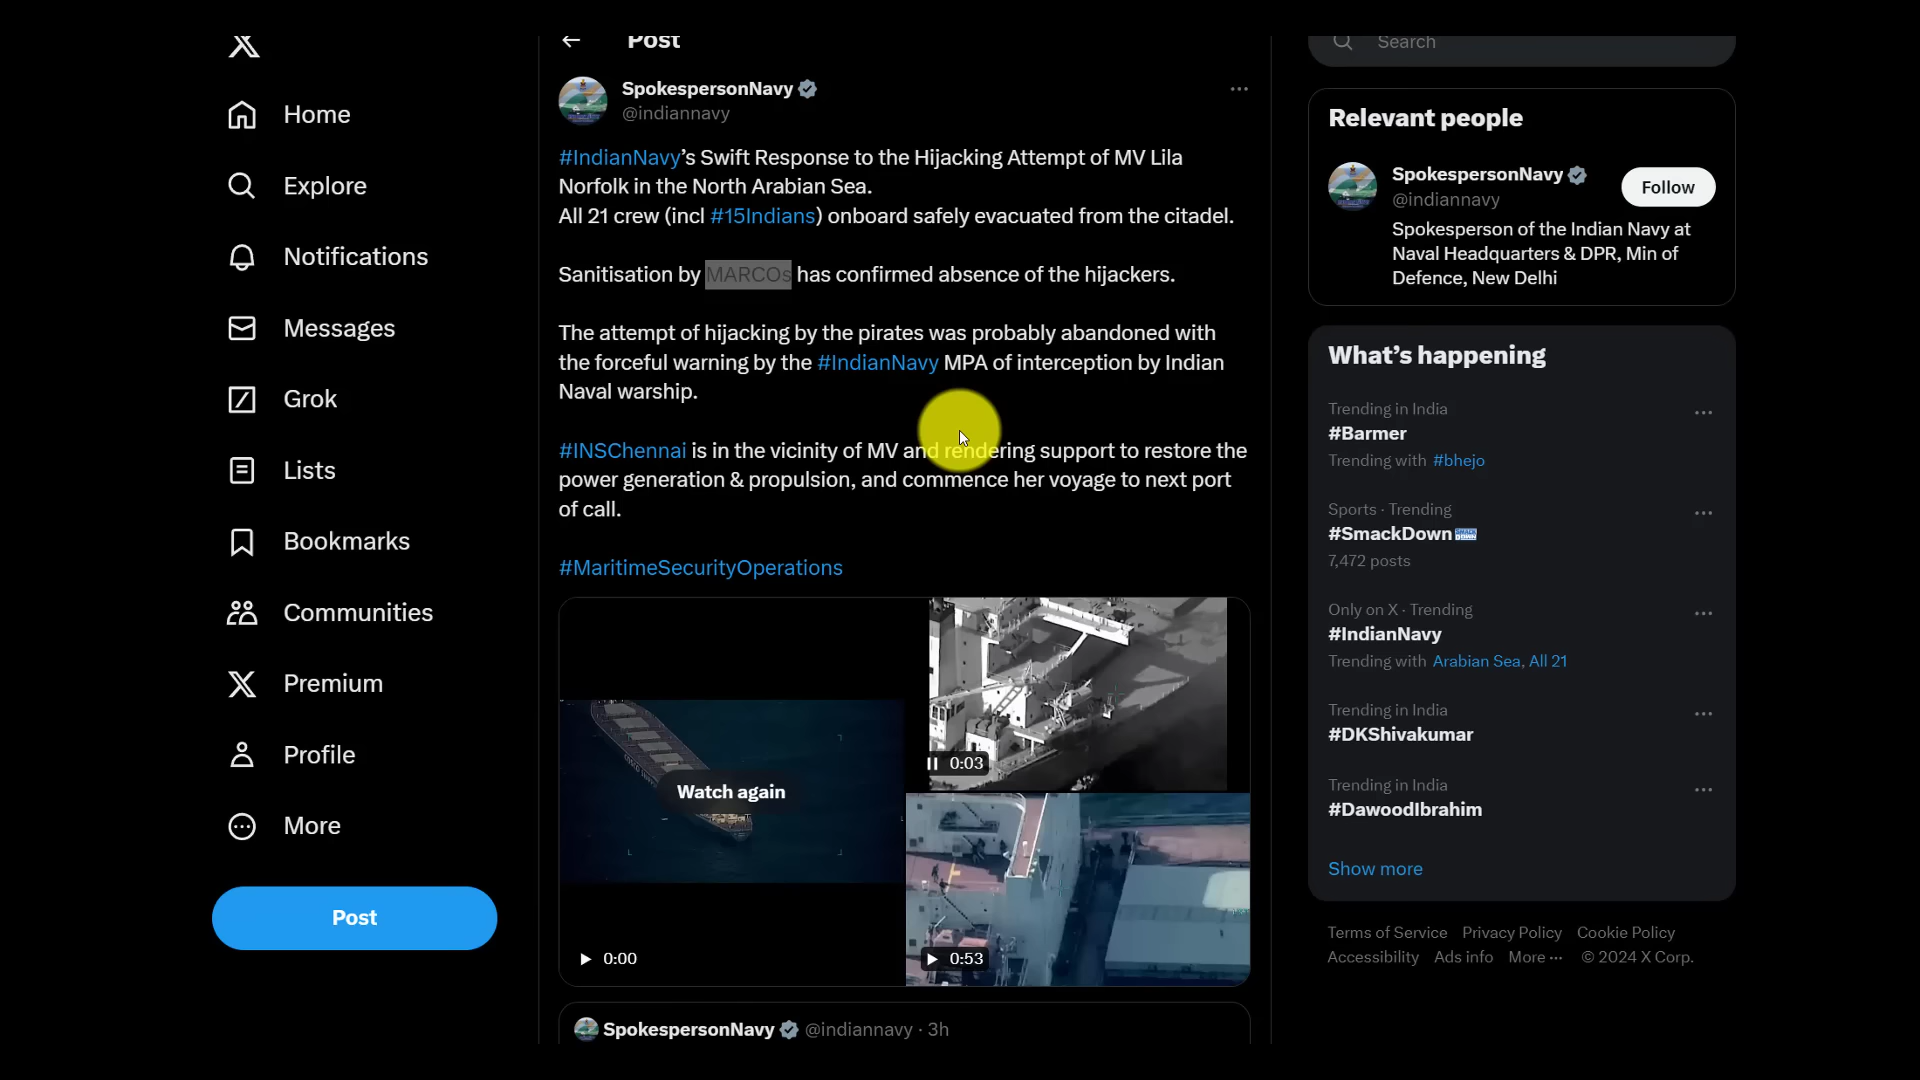 Home
Explore
Notifications
Messages
Grok
Lists
Bookmarks
Communities
Premium
Profile
More
Post
Post
SpokespersonNavy
@indiannavy
#IndianNavy's Swift Response to the Hijacking Attempt of MV Lila
Norfolk in the North Arabian Sea.
All 21 crew (incl #15Indians) onboard safely evacuated from the citadel.
Sanitisation by MARCOs has confirmed absence of the hijackers.
The attempt of hijacking by the pirates was probably abandoned with
the forceful warning by the #IndianNavy MPA of interception by Indian
Naval warship.
#INSChennai is in the vicinity of MV and rendering support to restore the
power generation & propulsion, and commence her voyage to next port
of call.
#MaritimeSecurityOperations
Watch again
0:00
0:03
0:53
SpokespersonNavy @indiannavy · 3h
Search
Relevant people
SpokespersonNavy
@indiannavy
Follow
Spokesperson of the Indian Navy at
Naval Headquarters & DPR, Min of
Defence, New Delhi
What's happening
Trending in India
#Barmer
Trending with #bhejo
Sports · Trending
#SmackDown
7,472 posts
Only on X · Trending
#IndianNavy
Trending with Arabian Sea, All 21
Trending in India
#DKShivakumar
Trending in India
#DawoodIbrahim
Show more
Terms of Service Privacy Policy Cookie Policy
Accessibility Ads info More ··· © 2024 X Corp.